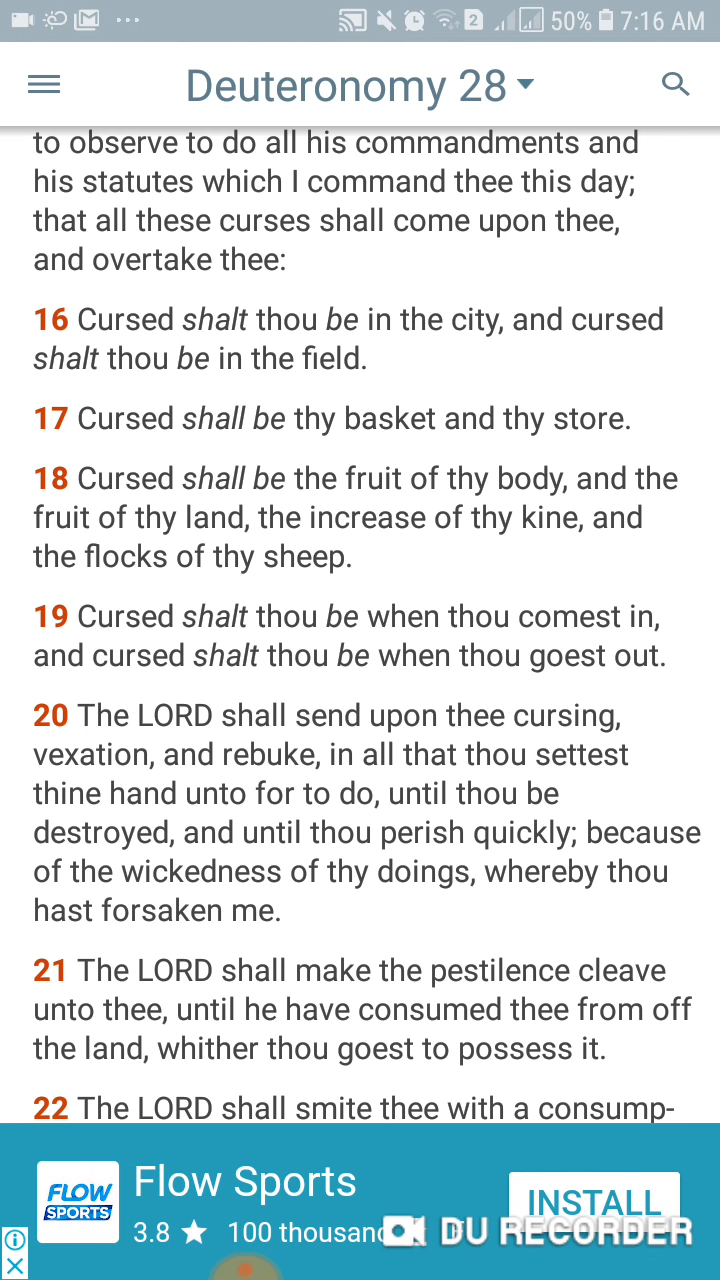 2 50% 7:16 AM
Deuteronomy 28
to observe to do all his commandments and
his statutes which I command thee this day;
that all these curses shall come upon thee,
and overtake thee:
16 Cursed shalt thou be in the city, and cursed
shalt thou be in the field.
17 Cursed shall be thy basket and thy store.
18 Cursed shall be the fruit of thy body, and the
fruit of thy land, the increase of thy kine, and
the flocks of thy sheep.
19 Cursed shalt thou be when thou comest in,
and cursed shalt thou be when thou goest out.
20 The LORD shall send upon thee cursing,
vexation, and rebuke, in all that thou settest
thine hand unto for to do, until thou be
destroyed, and until thou perish quickly; because
of the wickedness of thy doings, whereby thou
hast forsaken me.
21 The LORD shall make the pestilence cleave
unto thee, until he have consumed thee from off
the land, whither thou goest to possess it.
22 The LORD shall smite thee with a consump-
FLOW
SPORTS
Flow Sports
INSTALL
3.8 ★ 100 thousand
DU RECORDER